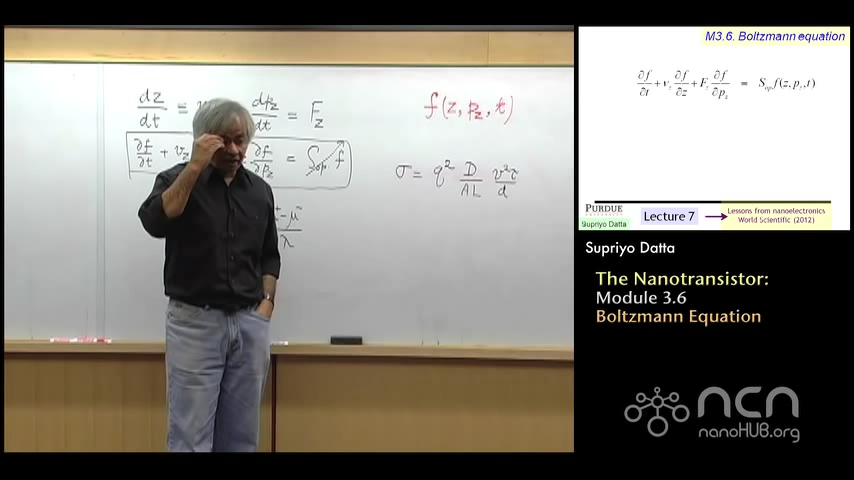 dz/dt = v dp_z/dt = F_z
∂f/∂t + v_z ∂f/∂p_z = S_op f
+ - μ^- / λ
f(z, p_z, t)
σ = q² D/AL v²τ/d
M3.6. Boltzmann equation
∂f/∂t + v_z ∂f/∂z + F_z ∂f/∂p_z = S_op f(z, p_z, t)
PURDUE
Supriyo Datta
Lecture 7
Lessons from nanoelectronics
World Scientific (2012)
Supriyo Datta
The Nanotransistor:
Module 3.6
Boltzmann Equation
ncn
nanoHUB.org